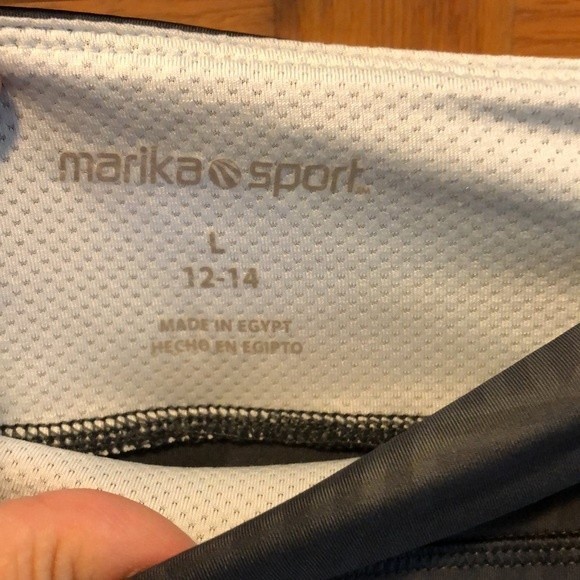 marika sport
L
12-14
MADE IN EGYPT
HECHO EN EGIPTO